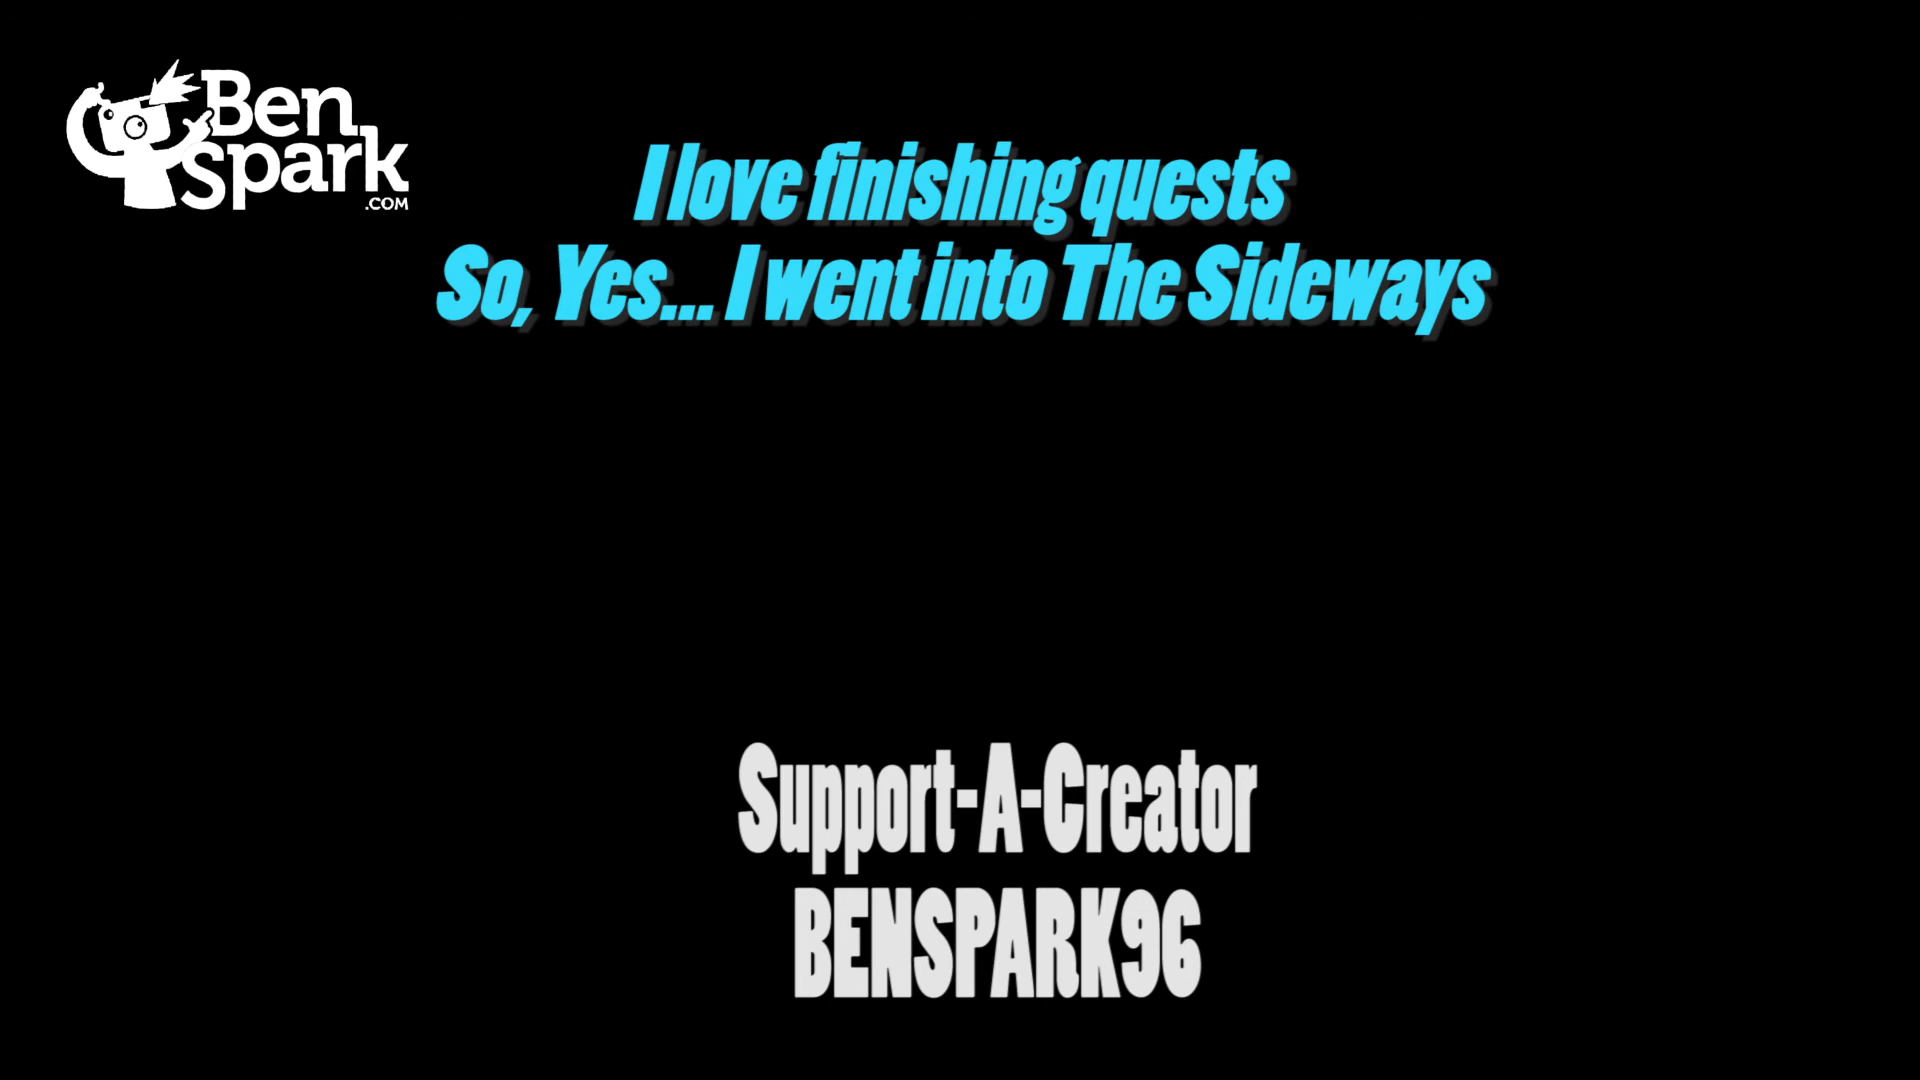 Ben
Spark
.COM
I love finishing quests
So, Yes... I went into The Sideways
Support-A-Creator
BENSPARK96